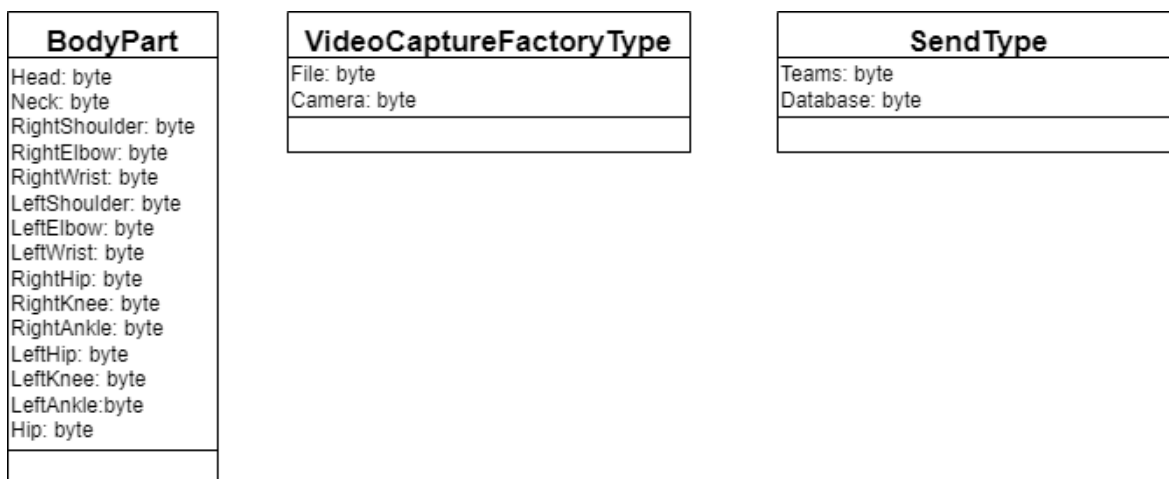 BodyPart
Head: byte
Neck: byte
RightShoulder: byte
RightElbow: byte
RightWrist: byte
LeftShoulder: byte
LeftElbow: byte
LeftWrist: byte
RightHip: byte
RightKnee: byte
RightAnkle: byte
LeftHip: byte
LeftKnee: byte
LeftAnkle:byte
Hip: byte
VideoCaptureFactoryType
File: byte
Camera: byte
SendType
Teams: byte
Database: byte